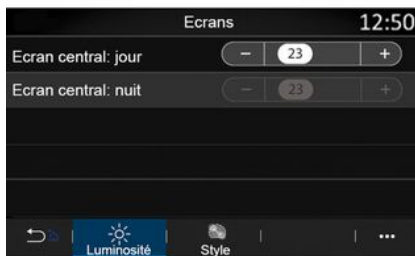 Ecrans 12:50
Ecran central: jour - 23 +
Ecran central: nuit - 23 +
Luminosité Style